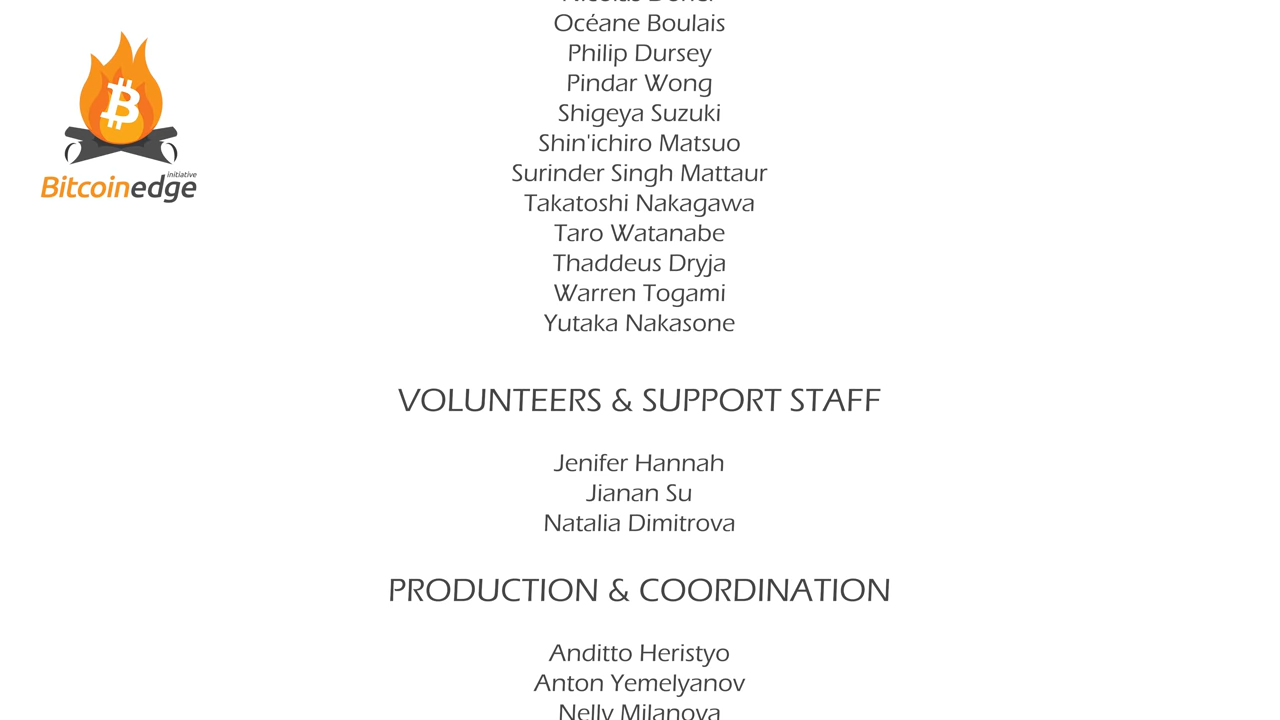 Océane Boulais
Philip Dursey
Pindar Wong
Shigeya Suzuki
Shin'ichiro Matsuo
Surinder Singh Mattaur
Takatoshi Nakagawa
Taro Watanabe
Thaddeus Dryja
Warren Togami
Yutaka Nakasone
initiative
Bitcoinedge
VOLUNTEERS & SUPPORT STAFF
Jenifer Hannah
Jianan Su
Natalia Dimitrova
PRODUCTION & COORDINATION
Anditto Heristyo
Anton Yemelyanov
Nelly Milanova